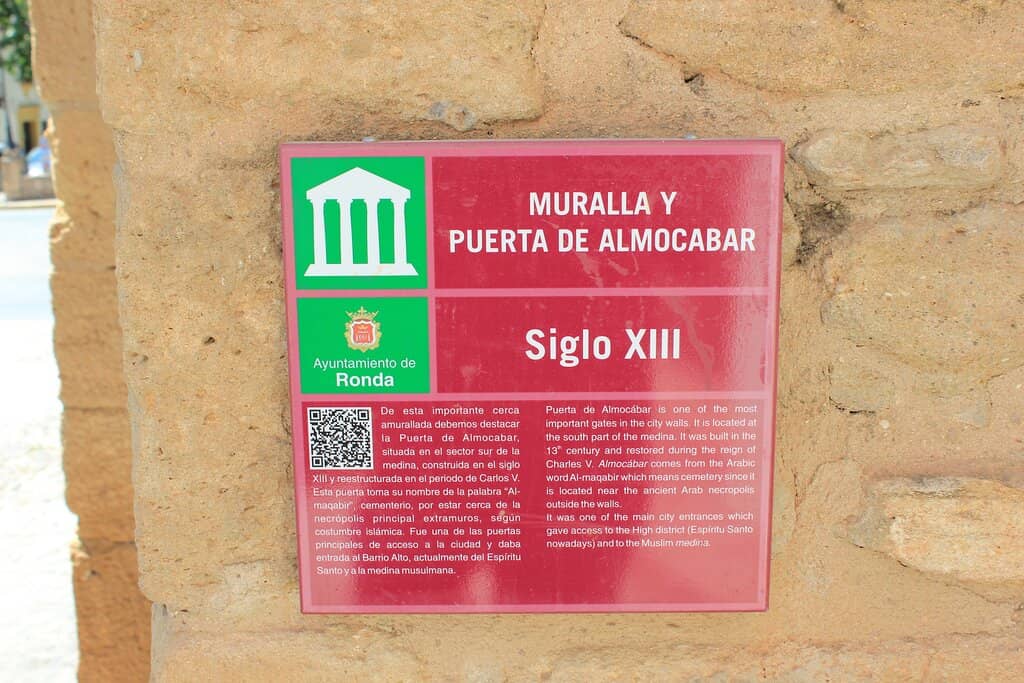 MURALLA Y
PUERTA DE ALMOCABAR
Ayuntamiento de
Ronda
Siglo XIII
De esta importante cerca
amurallada debemos destacar
la Puerta de Almocabar,
situada en el sector sur de la
medina, construida en el siglo
XIII y reestructurada en el periodo de Carlos V.
Esta puerta toma su nombre de la palabra "Al-
maqabir", cementerio, por estar cerca de la
necrópolis principal extramuros, según
costumbre islámica. Fue una de las puertas
principales de acceso a la ciudad y daba
entrada al Barrio Alto, actualmente del Espíritu
Santo y a la medina musulmana.
Puerta de Almocábar is one of the most
important gates in the city walls. It is located at
the south part of the medina. It was built in the
13th century and restored during the reign of
Charles V. Almocábar comes from the Arabic
word Al-maqabir which means cemetery since it
is located near the ancient Arab necropolis
outside the walls.
It was one of the main city entrances which
gave access to the High district (Espíritu Santo
nowadays) and to the Muslim medina.